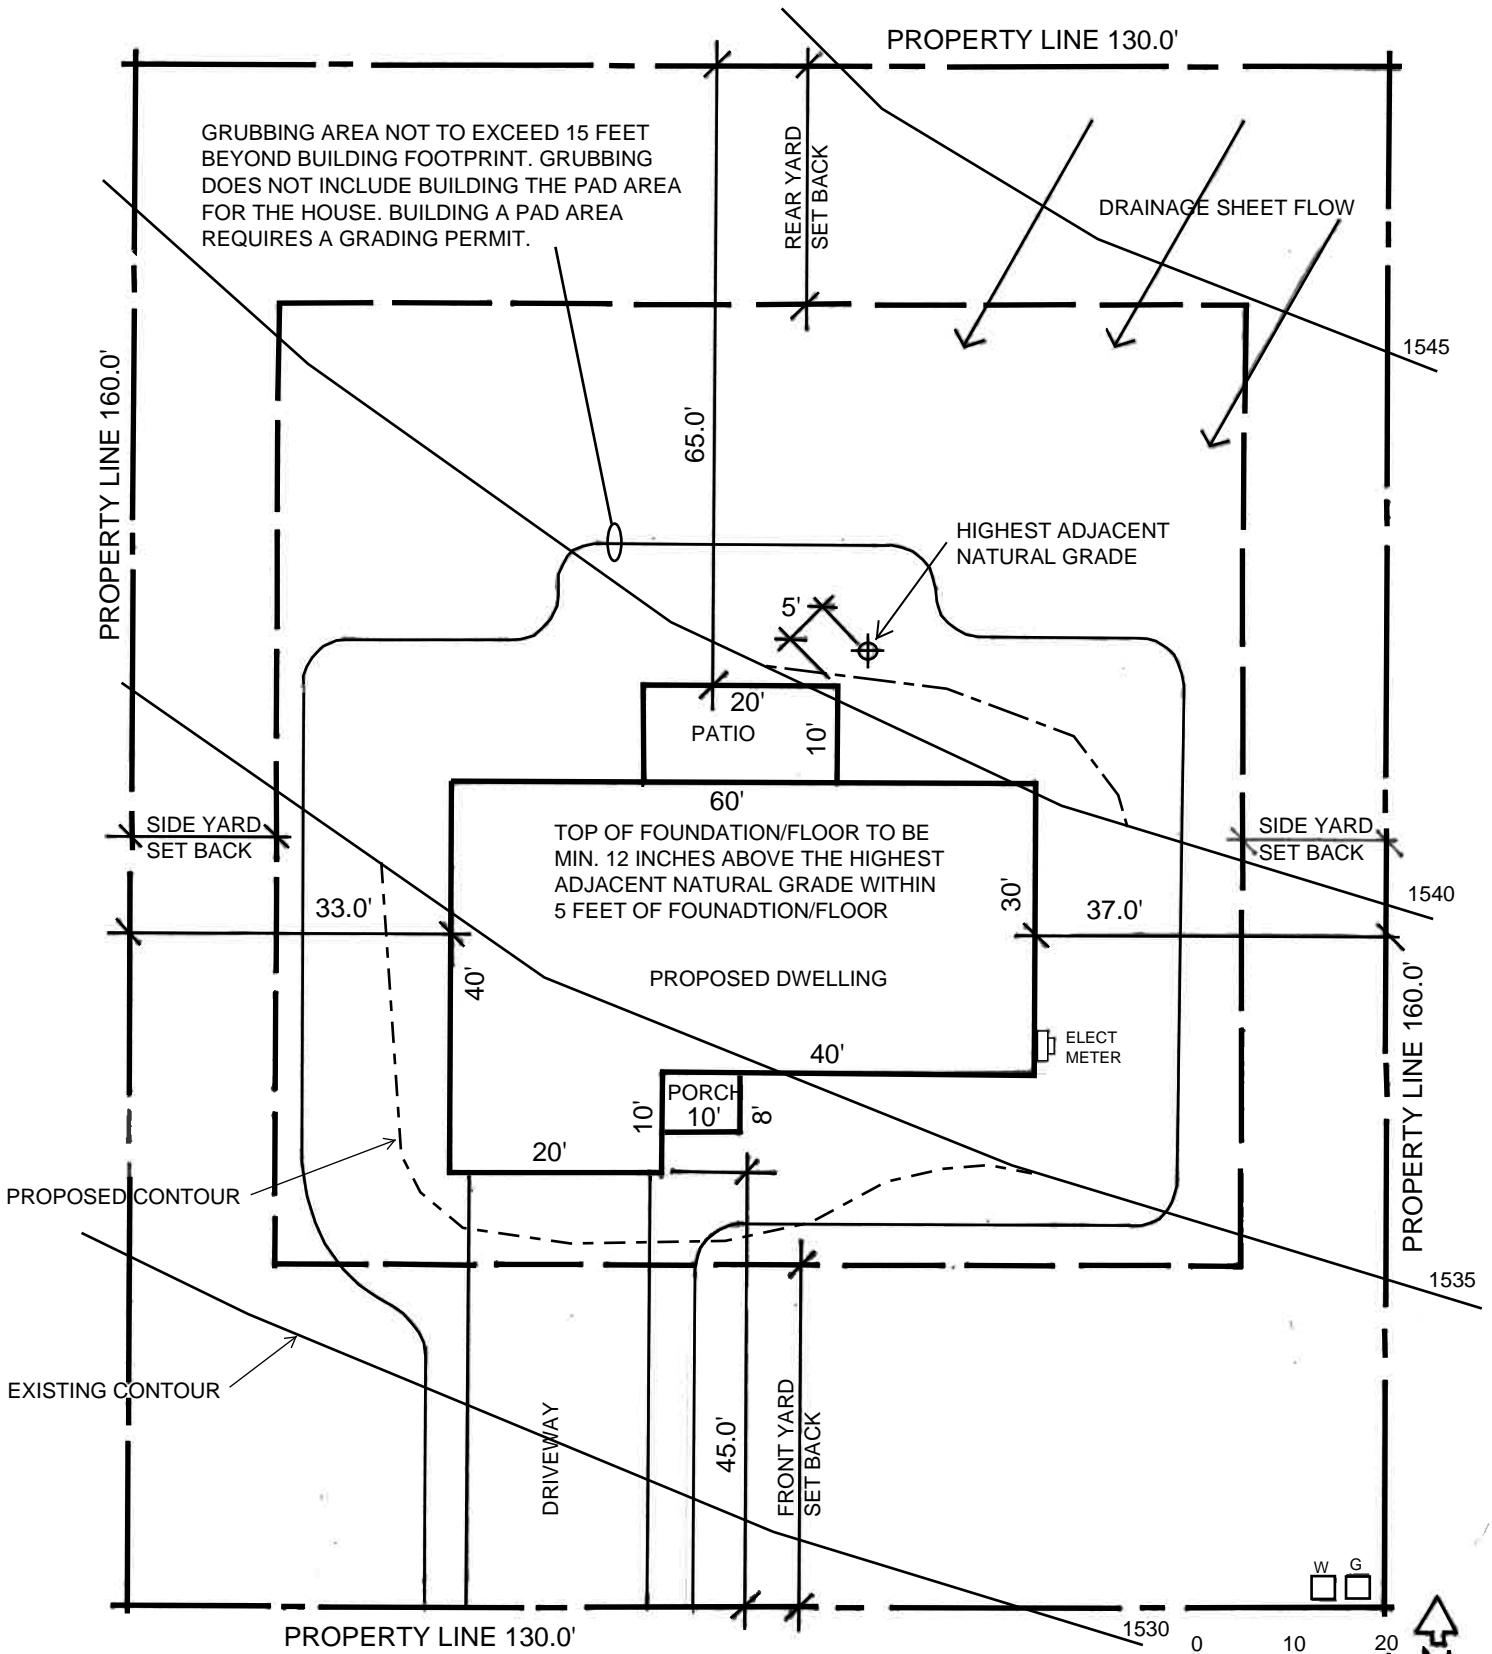 PROPERTY LINE 130.0'
GRUBBING AREA NOT TO EXCEED 15 FEET
BEYOND BUILDING FOOTPRINT. GRUBBING
DOES NOT INCLUDE BUILDING THE PAD AREA
FOR THE HOUSE. BUILDING A PAD AREA
REQUIRES A GRADING PERMIT.
REAR YARD
SET BACK
DRAINAGE SHEET FLOW
1545
PROPERTY LINE 160.0'
65.0'
HIGHEST ADJACENT
NATURAL GRADE
5'
20'
PATIO
10'
60'
SIDE YARD
SET BACK
TOP OF FOUNDATION/FLOOR TO BE
MIN. 12 INCHES ABOVE THE HIGHEST
ADJACENT NATURAL GRADE WITHIN
5 FEET OF FOUNADTION/FLOOR
SIDE YARD
SET BACK
1540
33.0'
30'
37.0'
40'
PROPOSED DWELLING
ELECT
METER
40'
PROPERTY LINE 160.0'
PORCH
10'
10'
8'
20'
PROPOSED CONTOUR
1535
EXISTING CONTOUR
DRIVEWAY
45.0'
FRONT YARD
SET BACK
W
G
PROPERTY LINE 130.0'
1530
0
10
20